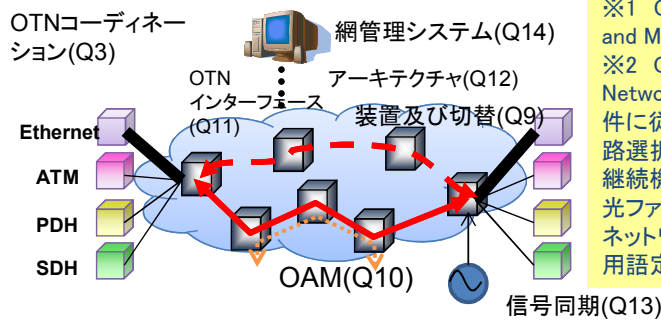 OTNコーディネー
ション(Q3)
網管理システム(Q14)
OTN
インターフェース
(Q11)
アーキテクチャ(Q12)
装置及び切替(Q9)
Ethernet
ATM
PDH
SDH
OAM(Q10)
信号同期(Q13)
※1
and M
※2
Netwo
件に従
路選
継続機
光ファ
ネット
用語定